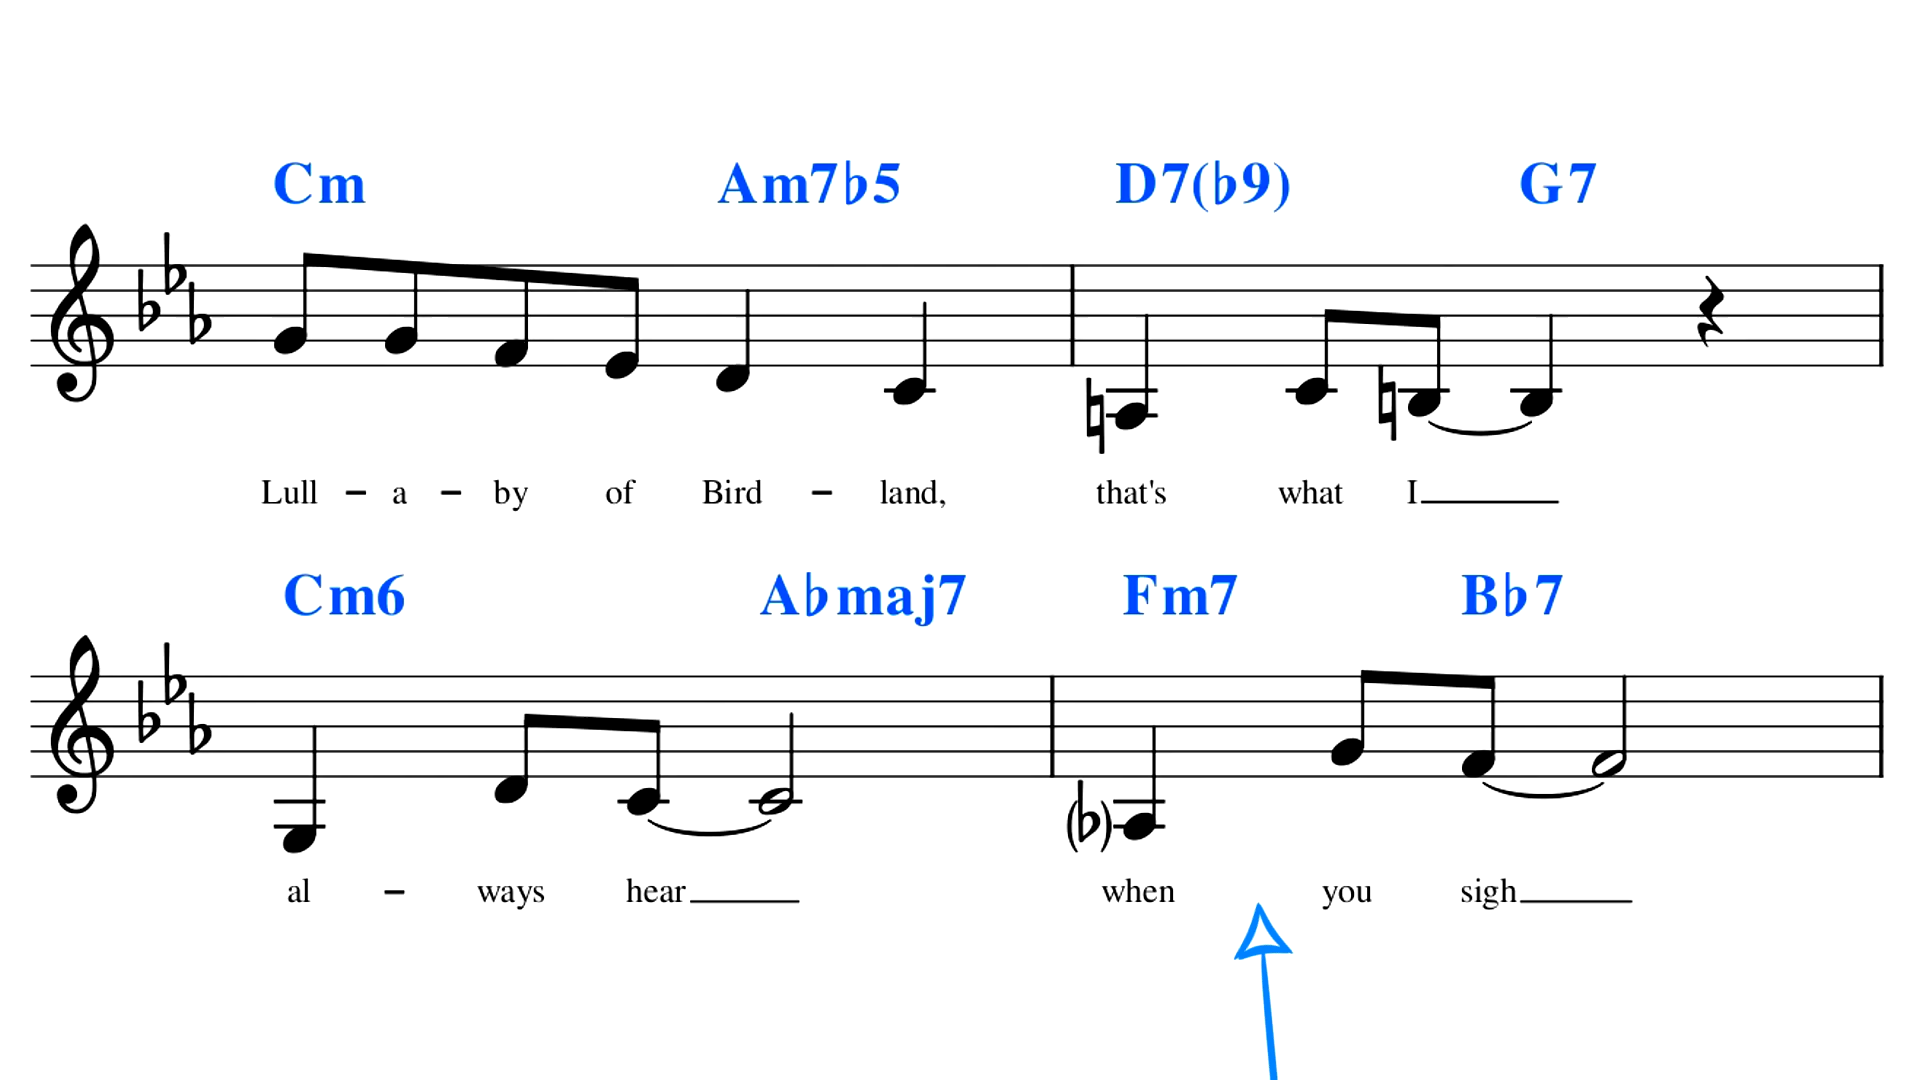 Cm Am7♭5 D7(♭9) G7
Lull – a – by of Bird – land, that's what I
Cm6 A♭maj7 Fm7 B♭7
al – ways hear when you sigh